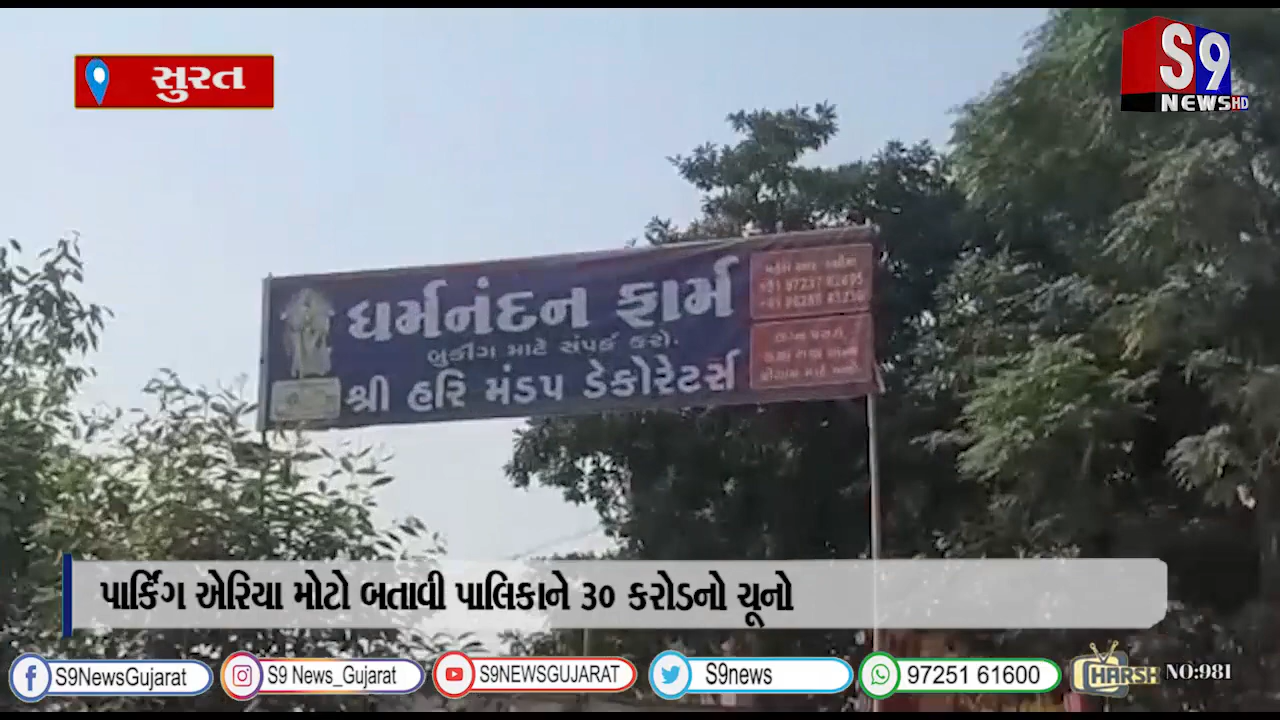 સુરત
S9
NEWS HD
ધર્મનંદન ફાર્મ
બુકીંગ માટે સંપર્ક કરો.
શ્રી હરિ મંડપ ડેકોરેટર્સ
પાર્કિંગ એરિયા મોટો બતાવી પાલિકાને ૩૦ કરોડનો ચૂનો
S9NewsGujarat
S9 News_Gujarat
S9NEWSGUJARAT
S9news
97251 61600
CHARSH NO:981